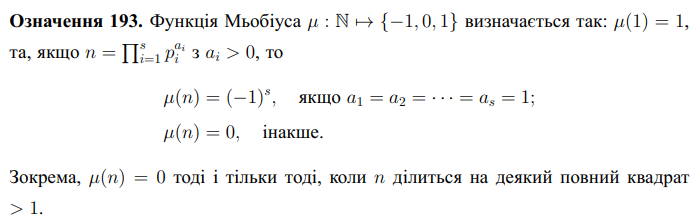 Означення 193. Функція Мьобіуса μ : ℕ ↦ {−1, 0, 1} визначається так: μ(1) = 1,
та, якщо n = ∏_{i=1}^{s} p_i^{a_i} з a_i > 0, то
μ(n) = (−1)^s, якщо a_1 = a_2 = ⋯ = a_s = 1;
μ(n) = 0, інакше.
Зокрема, μ(n) = 0 тоді і тільки тоді, коли n ділиться на деякий повний квадрат
> 1.